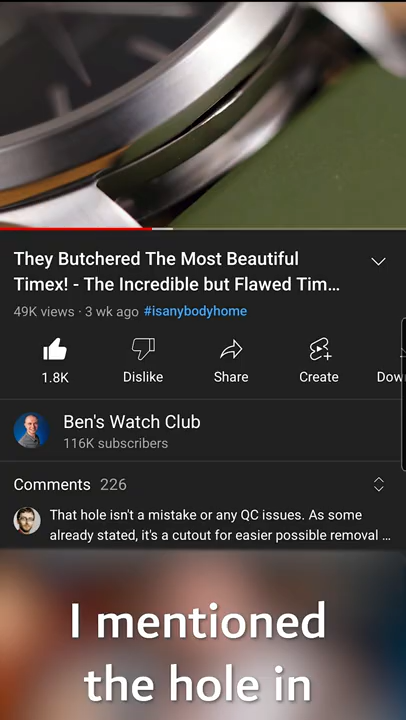 They Butchered The Most Beautiful
Timex! - The Incredible but Flawed Tim...
49K views · 3 wk ago #isanybodyhome
1.8K
Dislike
Share
Create
Dow
Ben's Watch Club
116K subscribers
Comments 226
That hole isn't a mistake or any QC issues. As some
already stated, it's a cutout for easier possible removal ...
I mentioned
the hole in